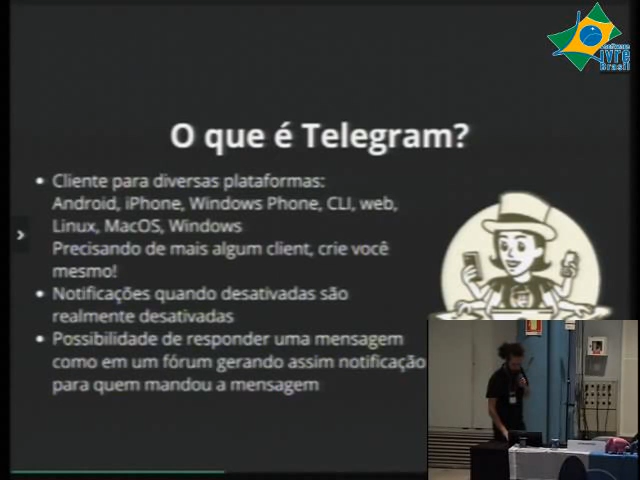 O que é Telegram?
Cliente para diversas plataformas:
Android, iPhone, Windows Phone, CLI, web,
Linux, MacOS, Windows
Precisando de mais algum client, crie você
mesmo!
Notificações quando desativadas são
realmente desativadas
Possibilidade de responder uma mensagem
como em um fórum gerando assim notificação
para quem mandou a mensagem
Brasil